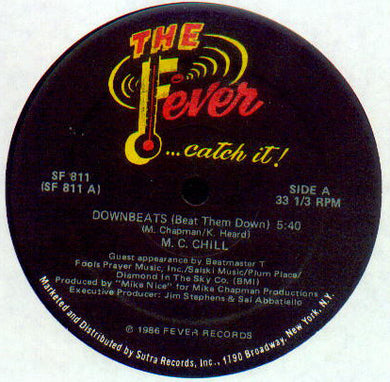 THE
Fever
...catch it!
SF 811
(SF 811 A)
SIDE A
33 1/3 RPM
DOWNBEATS (Beat Them Down) 5:40
(M. Chapman/K. Heard)
M. C. CHILL
Guest appearance by Beatmaster T
Fools Prayer Music, Inc./Salski Music/Plum Place/
Diamond In The Sky Co. (BMI)
Produced by "Mike Nice" for Mike Chapman Productions
Executive Producer: Jim Stephens & Sal Abbatiello
℗ 1986 FEVER RECORDS
Marketed and Distributed by Sutra Records, Inc., 1790 Broadway, New York, N.Y.